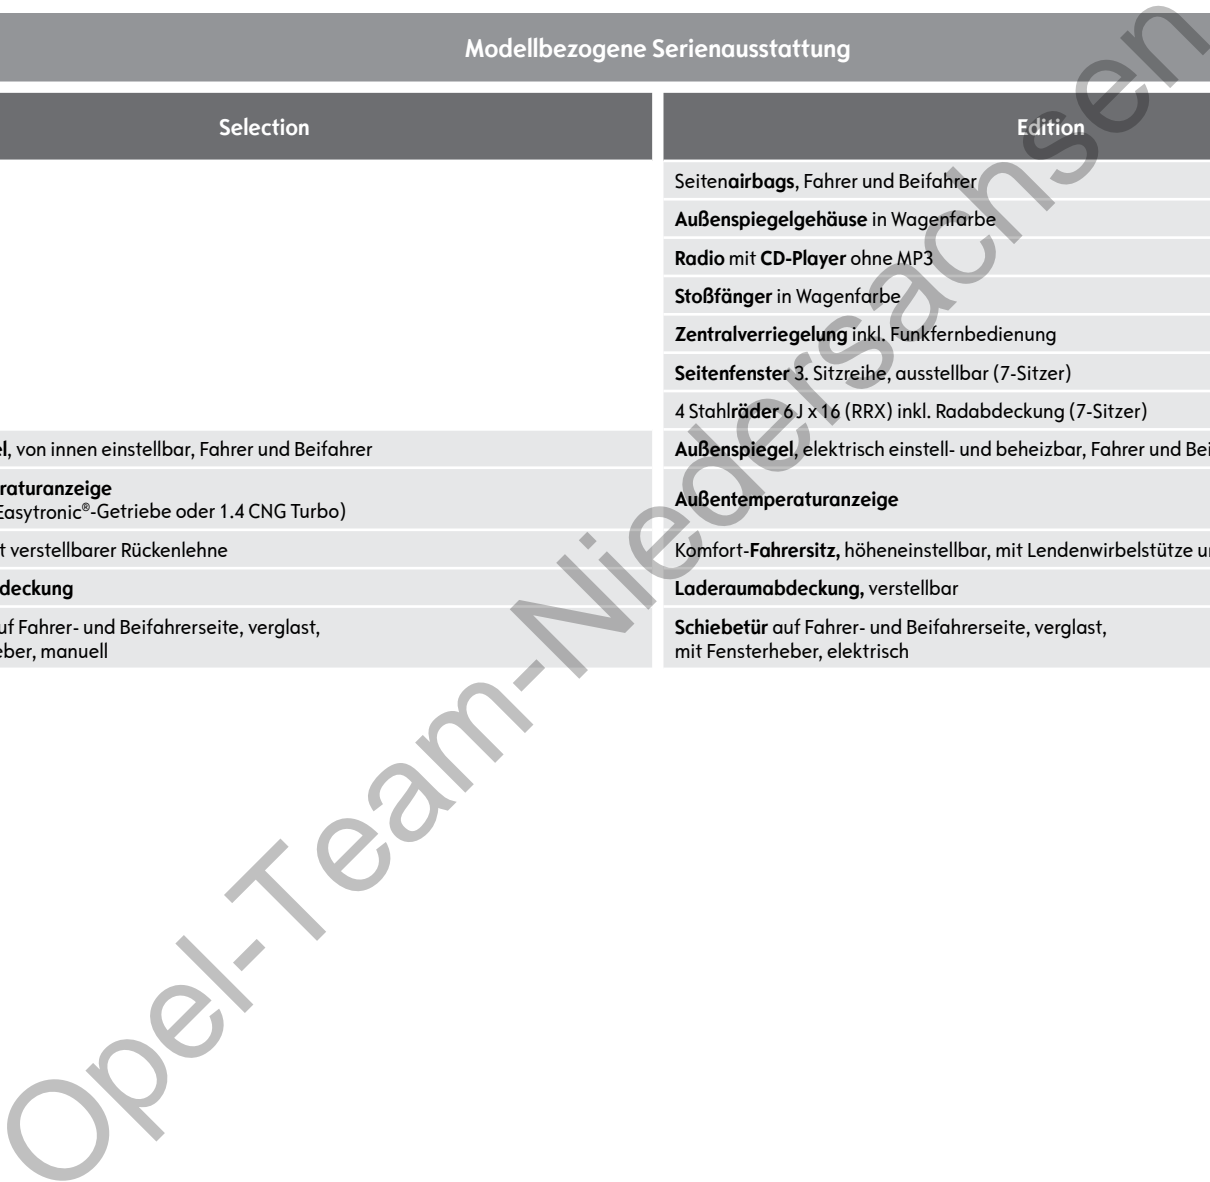 Modellbezogene Serienausstattung
Selection
Edition
Seitenairbags, Fahrer und Beifahrer
Außenspiegelgehäuse in Wagenfarbe
Radio mit CD-Player ohne MP3
Stoßfänger in Wagenfarbe
Zentralverriegelung inkl. Funkfernbedienung
Seitenfenster 3. Sitzreihe, ausstellbar (7-Sitzer)
4 Stahlräder 6 J x 16 (RRX) inkl. Radabdeckung (7-Sitzer)
el, von innen einstellbar, Fahrer und Beifahrer
Außenspiegel, elektrisch einstell- und beheizbar, Fahrer und Bei
raturanzeige
Easytronic®-Getriebe oder 1.4 CNG Turbo)
Außentemperaturanzeige
t verstellbarer Rückenlehne
Komfort-Fahrersitz, höheneinstellbar, mit Lendenwirbelstütze u
deckung
Laderaumabdeckung, verstellbar
uf Fahrer- und Beifahrerseite, verglast,
eber, manuell
Schiebetür auf Fahrer- und Beifahrerseite, verglast,
mit Fensterheber, elektrisch
Opel-Team-Niedersachsen